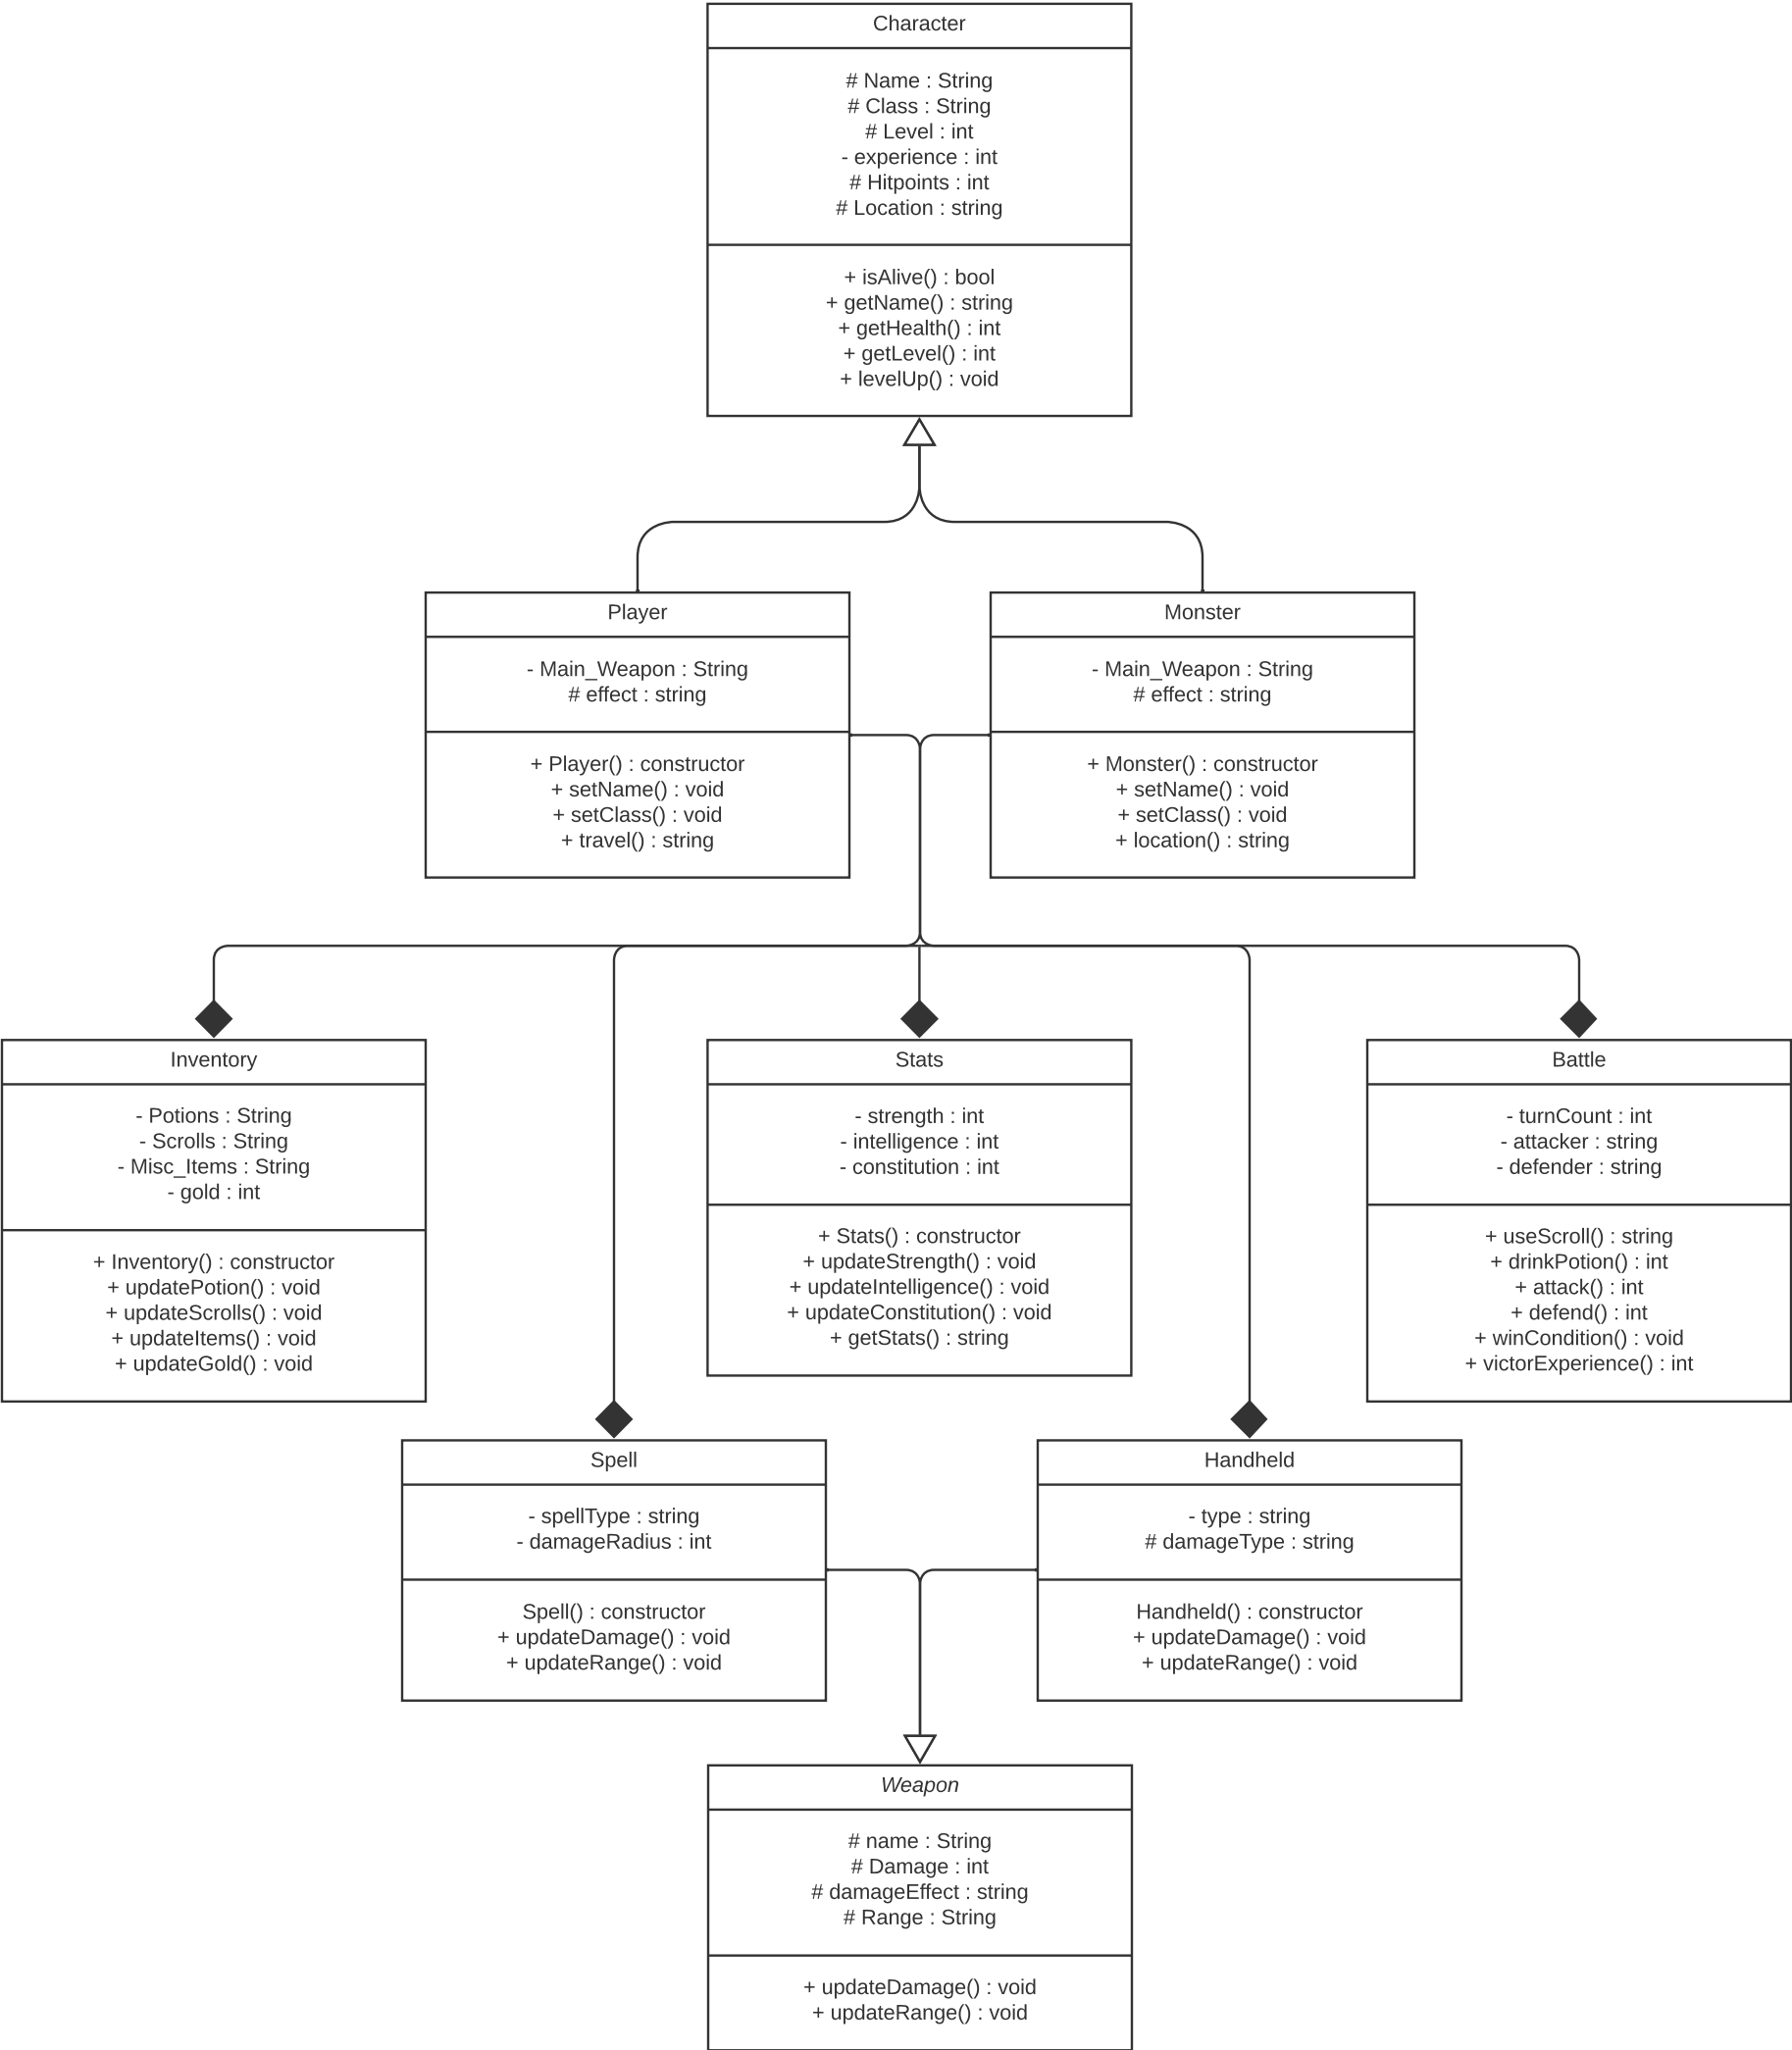 Character
# Name : String
# Class : String
# Level : int
- experience : int
# Hitpoints : int
# Location : string
+ isAlive() : bool
+ getName() : string
+ getHealth() : int
+ getLevel() : int
+ levelUp() : void
Player
- Main_Weapon : String
# effect : string
+ Player() : constructor
+ setName() : void
+ setClass() : void
+ travel() : string
Monster
- Main_Weapon : String
# effect : string
+ Monster() : constructor
+ setName() : void
+ setClass() : void
+ location() : string
Inventory
- Potions : String
- Scrolls : String
- Misc_Items : String
- gold : int
+ Inventory() : constructor
+ updatePotion() : void
+ updateScrolls() : void
+ updateItems() : void
+ updateGold() : void
Stats
- strength : int
- intelligence : int
- constitution : int
+ Stats() : constructor
+ updateStrength() : void
+ updateIntelligence() : void
+ updateConstitution() : void
+ getStats() : string
Battle
- turnCount : int
- attacker : string
- defender : string
+ useScroll() : string
+ drinkPotion() : int
+ attack() : int
+ defend() : int
+ winCondition() : void
+ victorExperience() : int
Spell
- spellType : string
- damageRadius : int
Spell() : constructor
+ updateDamage() : void
+ updateRange() : void
Handheld
- type : string
# damageType : string
Handheld() : constructor
+ updateDamage() : void
+ updateRange() : void
Weapon
# name : String
# Damage : int
# damageEffect : string
# Range : String
+ updateDamage() : void
+ updateRange() : void